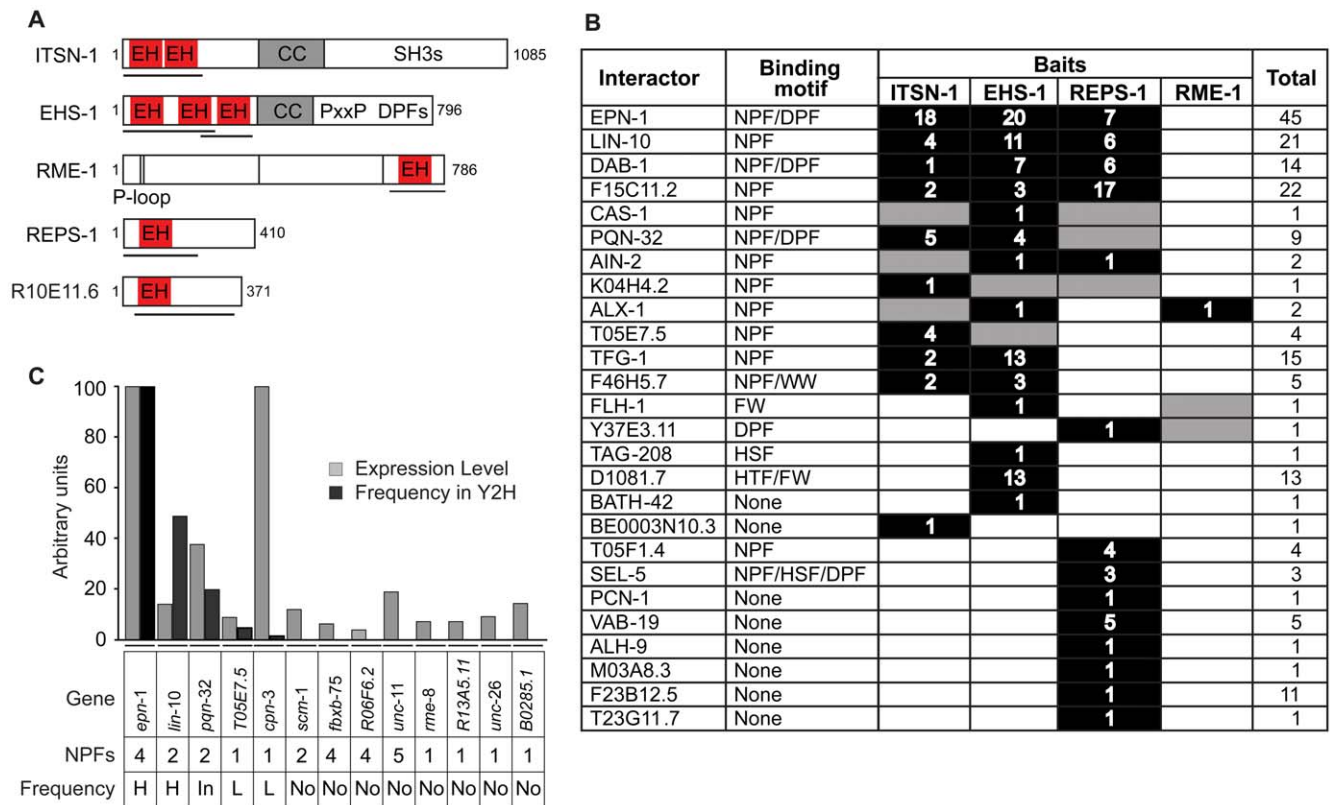 A
ITSN-1 1 EH EH CC SH3s 1085
EHS-1 1 EH EH EH CC PxxP DPFs 796
RME-1 1 EH 786
P-loop
REPS-1 1 EH 410
R10E11.6 1 EH 371
B
Interactor Binding motif Baits Total
ITSN-1 EHS-1 REPS-1 RME-1
EPN-1 NPF/DPF 18 20 7 45
LIN-10 NPF 4 11 6 21
DAB-1 NPF/DPF 1 7 6 14
F15C11.2 NPF 2 3 17 22
CAS-1 NPF 1 1
PQN-32 NPF/DPF 5 4 9
AIN-2 NPF 1 1 2
K04H4.2 NPF 1 1
ALX-1 NPF 1 1 2
T05E7.5 NPF 4 4
TFG-1 NPF 2 13 15
F46H5.7 NPF/WW 2 3 5
FLH-1 FW 1 1
Y37E3.11 DPF 1 1
TAG-208 HSF 1 1
D1081.7 HTF/FW 13 13
BATH-42 None 1 1
BE0003N10.3 None 1 1
T05F1.4 NPF 4 4
SEL-5 NPF/HSF/DPF 3 3
PCN-1 None 1 1
VAB-19 None 5 5
ALH-9 None 1 1
M03A8.3 None 1 1
F23B12.5 None 1 11
T23G11.7 None 1 1
C
Arbitrary units
100
80
60
40
20
0
Expression Level
Frequency in Y2H
Gene epn-1 lin-10 pqn-32 T05E7.5 cpn-3 scm-1 fbxb-75 R06F6.2 unc-11 rme-8 R13A5.11 unc-26 B0285.1
NPFs 4 2 2 1 1 2 4 4 5 1 1 1 1
Frequency H H In L L No No No No No No No No